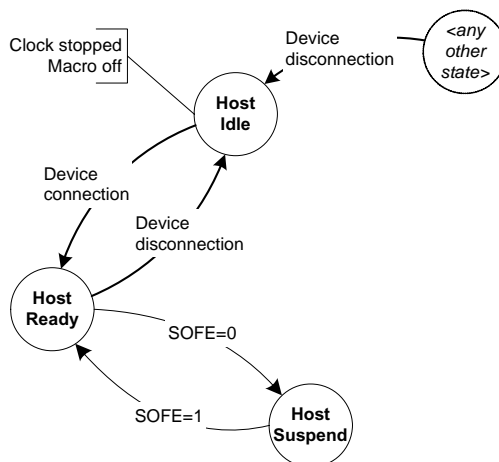 Clock stopped
Macro off
Device
disconnection
<any
other
state>
Host
Idle
Device
connection
Device
disconnection
Host
Ready
SOFE=0
SOFE=1
Host
Suspend